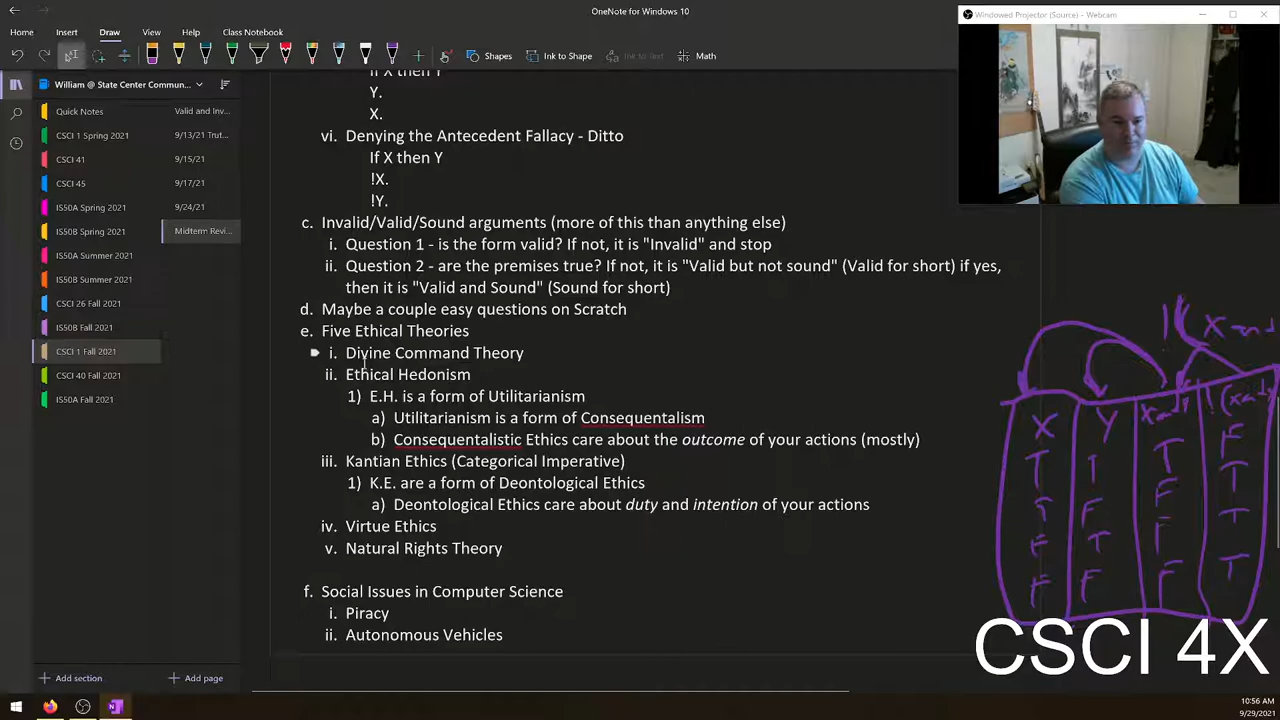 OneNote for Windows 10
Windowed Projector (Source) - Webcam
ome Insert Draw View Help Class Notebook
Shapes Ink to Shape Ink to Text Math
William @ State Center Commun...
Quick Notes
CSCI 1 Spring 2021
CSCI 41
CSCI 45
IS50A Spring 2021
IS50B Spring 2021
IS50A Summer 2021
IS50B Summer 2021
CSCI 26 Fall 2021
IS50B Fall 2021
CSCI 1 Fall 2021
CSCI 40 Fall 2021
IS50A Fall 2021
Valid and Inv...
9/13/21 Trut...
9/15/21
9/17/21
9/24/21
Midterm Revi...
Add section
Add page
If X then Y
Y.
X.
vi. Denying the Antecedent Fallacy - Ditto
If X then Y
!X.
!Y.
c. Invalid/Valid/Sound arguments (more of this than anything else)
i. Question 1 - is the form valid? If not, it is "Invalid" and stop
ii. Question 2 - are the premises true? If not, it is "Valid but not sound" (Valid for short) if yes,
then it is "Valid and Sound" (Sound for short)
d. Maybe a couple easy questions on Scratch
e. Five Ethical Theories
i. Divine Command Theory
ii. Ethical Hedonism
1) E.H. is a form of Utilitarianism
a) Utilitarianism is a form of Consequentalism
b) Consequentalistic Ethics care about the outcome of your actions (mostly)
iii. Kantian Ethics (Categorical Imperative)
1) K.E. are a form of Deontological Ethics
a) Deontological Ethics care about duty and intention of your actions
iv. Virtue Ethics
v. Natural Rights Theory
f. Social Issues in Computer Science
i. Piracy
ii. Autonomous Vehicles
X Y
T T T F
F F T
F T F T
F F F T
CSCI 4X
10:56 AM
9/29/2021